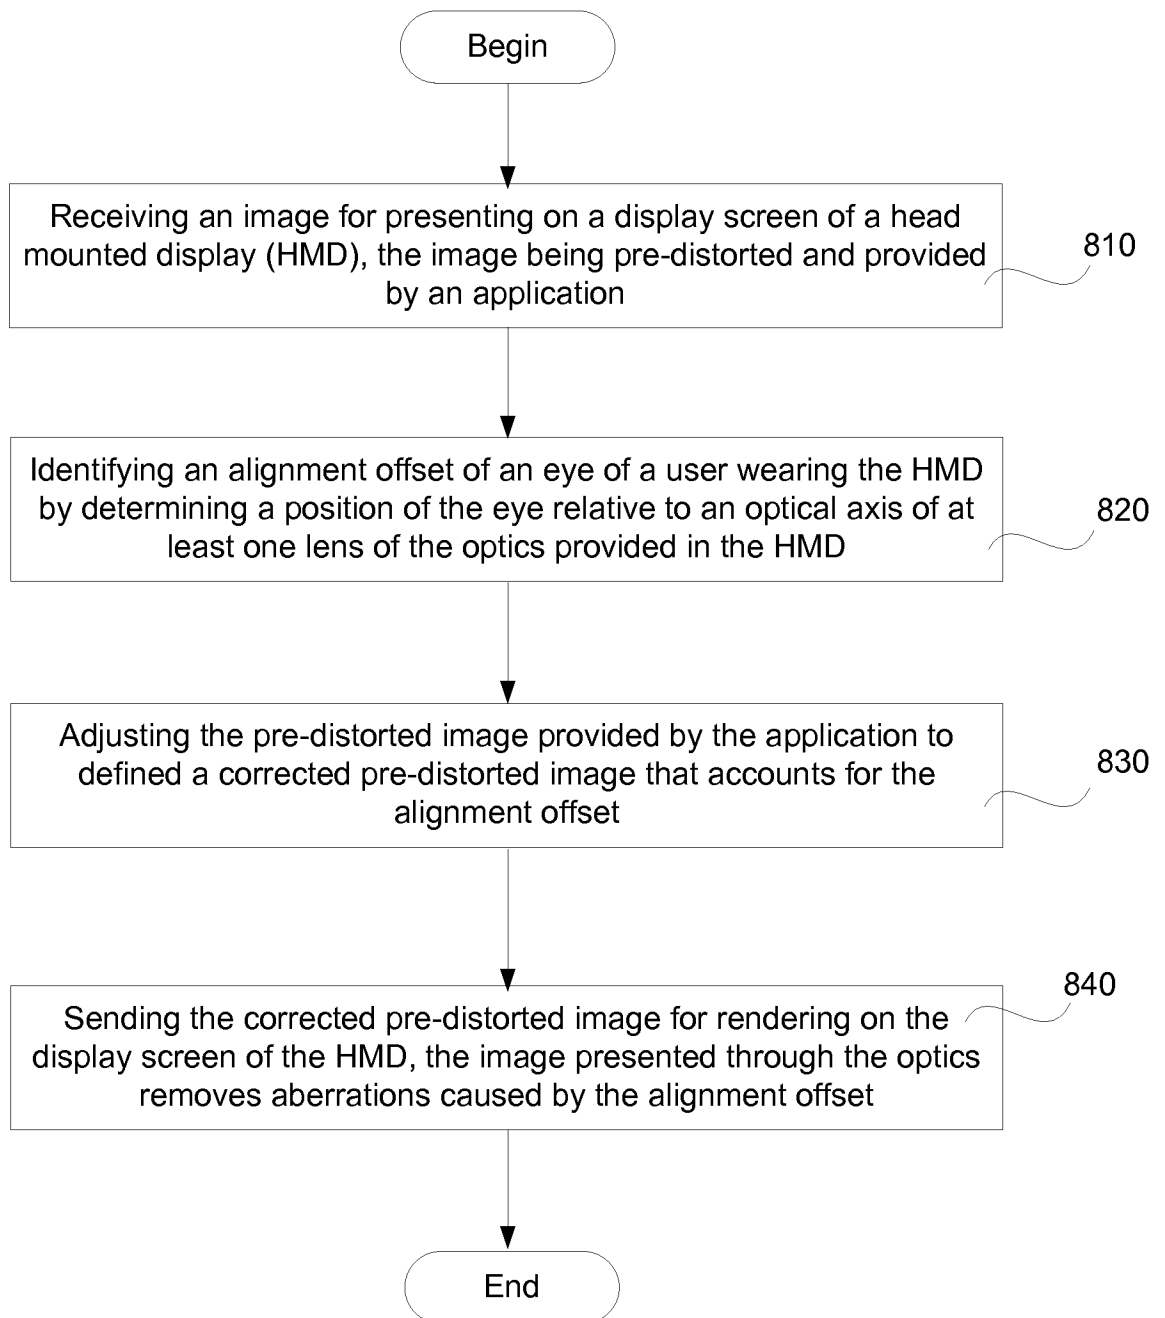 Begin
Receiving an image for presenting on a display screen of a head
mounted display (HMD), the image being pre-distorted and provided
by an application
810
Identifying an alignment offset of an eye of a user wearing the HMD
by determining a position of the eye relative to an optical axis of at
least one lens of the optics provided in the HMD
820
Adjusting the pre-distorted image provided by the application to
defined a corrected pre-distorted image that accounts for the
alignment offset
830
Sending the corrected pre-distorted image for rendering on the
display screen of the HMD, the image presented through the optics
removes aberrations caused by the alignment offset
840
End